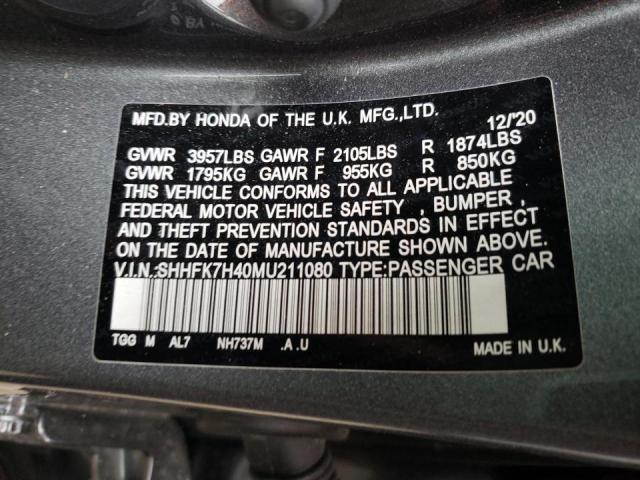 MFD.BY HONDA OF THE U.K. MFG.,LTD. 12/'20
GVWR 3957LBS GAWR F 2105LBS R 1874LBS
GVWR 1795KG GAWR F 955KG R 850KG
THIS VEHICLE CONFORMS TO ALL APPLICABLE
FEDERAL MOTOR VEHICLE SAFETY , BUMPER ,
AND THEFT PREVENTION STANDARDS IN EFFECT
ON THE DATE OF MANUFACTURE SHOWN ABOVE.
V.I.N.:SHHFK7H40MU211080 TYPE:PASSENGER CAR
TGG M AL7 NH737M .A .U MADE IN U.K.